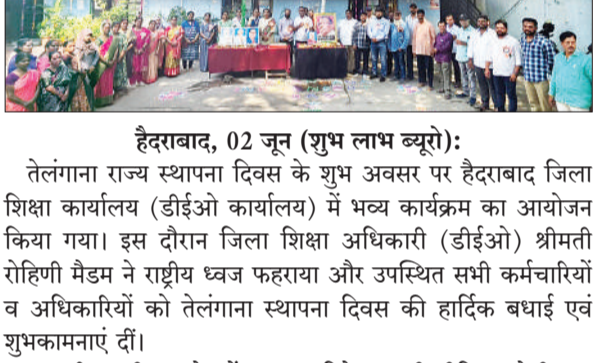 हैदराबाद, 02 जून (शुभ लाभ ब्यूरो):
तेलंगाना राज्य स्थापना दिवस के शुभ अवसर पर हैदराबाद जिला
शिक्षा कार्यालय (डीईओ कार्यालय) में भव्य कार्यक्रम का आयोजन
किया गया। इस दौरान जिला शिक्षा अधिकारी (डीईओ) श्रीमती
रोहिणी मैडम ने राष्ट्रीय ध्वज फहराया और उपस्थित सभी कर्मचारियों
व अधिकारियों को तेलंगाना स्थापना दिवस की हार्दिक बधाई एवं
शुभकामनाएं दीं।